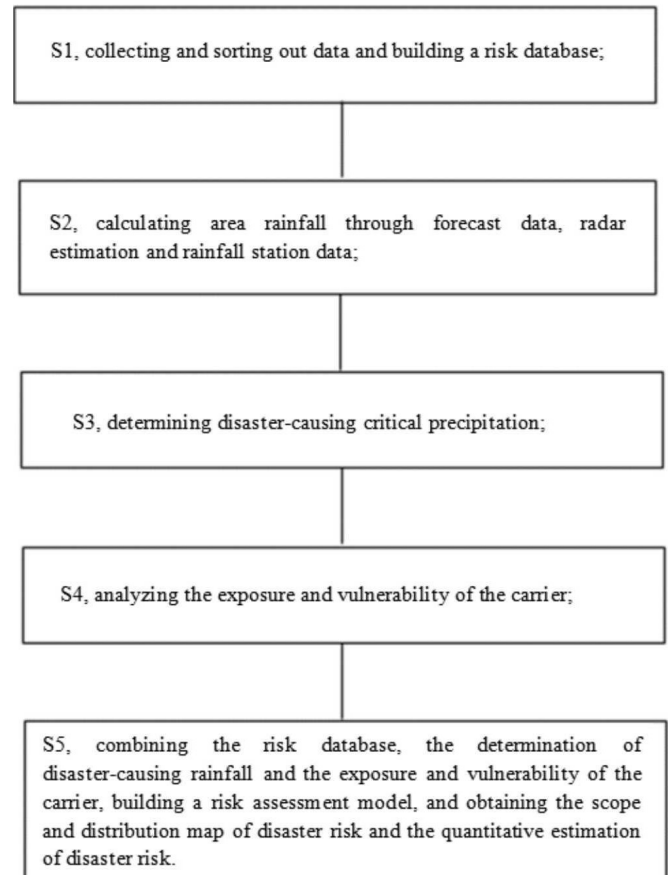 S1, collecting and sorting out data and building a risk database;
S2, calculating area rainfall through forecast data, radar
estimation and rainfall station data;
S3, determining disaster-causing critical precipitation;
S4, analyzing the exposure and vulnerability of the carrier;
S5, combining the risk database, the determination of
disaster-causing rainfall and the exposure and vulnerability of the
carrier, building a risk assessment model, and obtaining the scope
and distribution map of disaster risk and the quantitative estimation
of disaster risk.